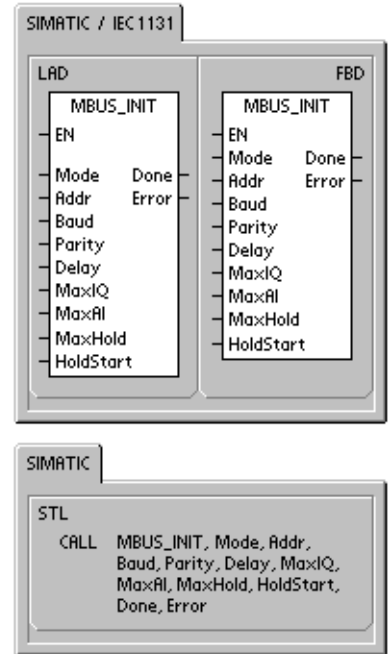 SIMATIC / IEC 1131
LAD
FBD
MBUS_INIT
EN
Mode Done
Addr Error
Baud
Parity
Delay
MaxIQ
MaxAI
MaxHold
HoldStart
MBUS_INIT
EN
Mode Done
Addr Error
Baud
Parity
Delay
MaxIQ
MaxAI
MaxHold
HoldStart
SIMATIC
STL
CALL MBUS_INIT, Mode, Addr,
Baud, Parity, Delay, MaxIQ,
MaxAI, MaxHold, HoldStart,
Done, Error